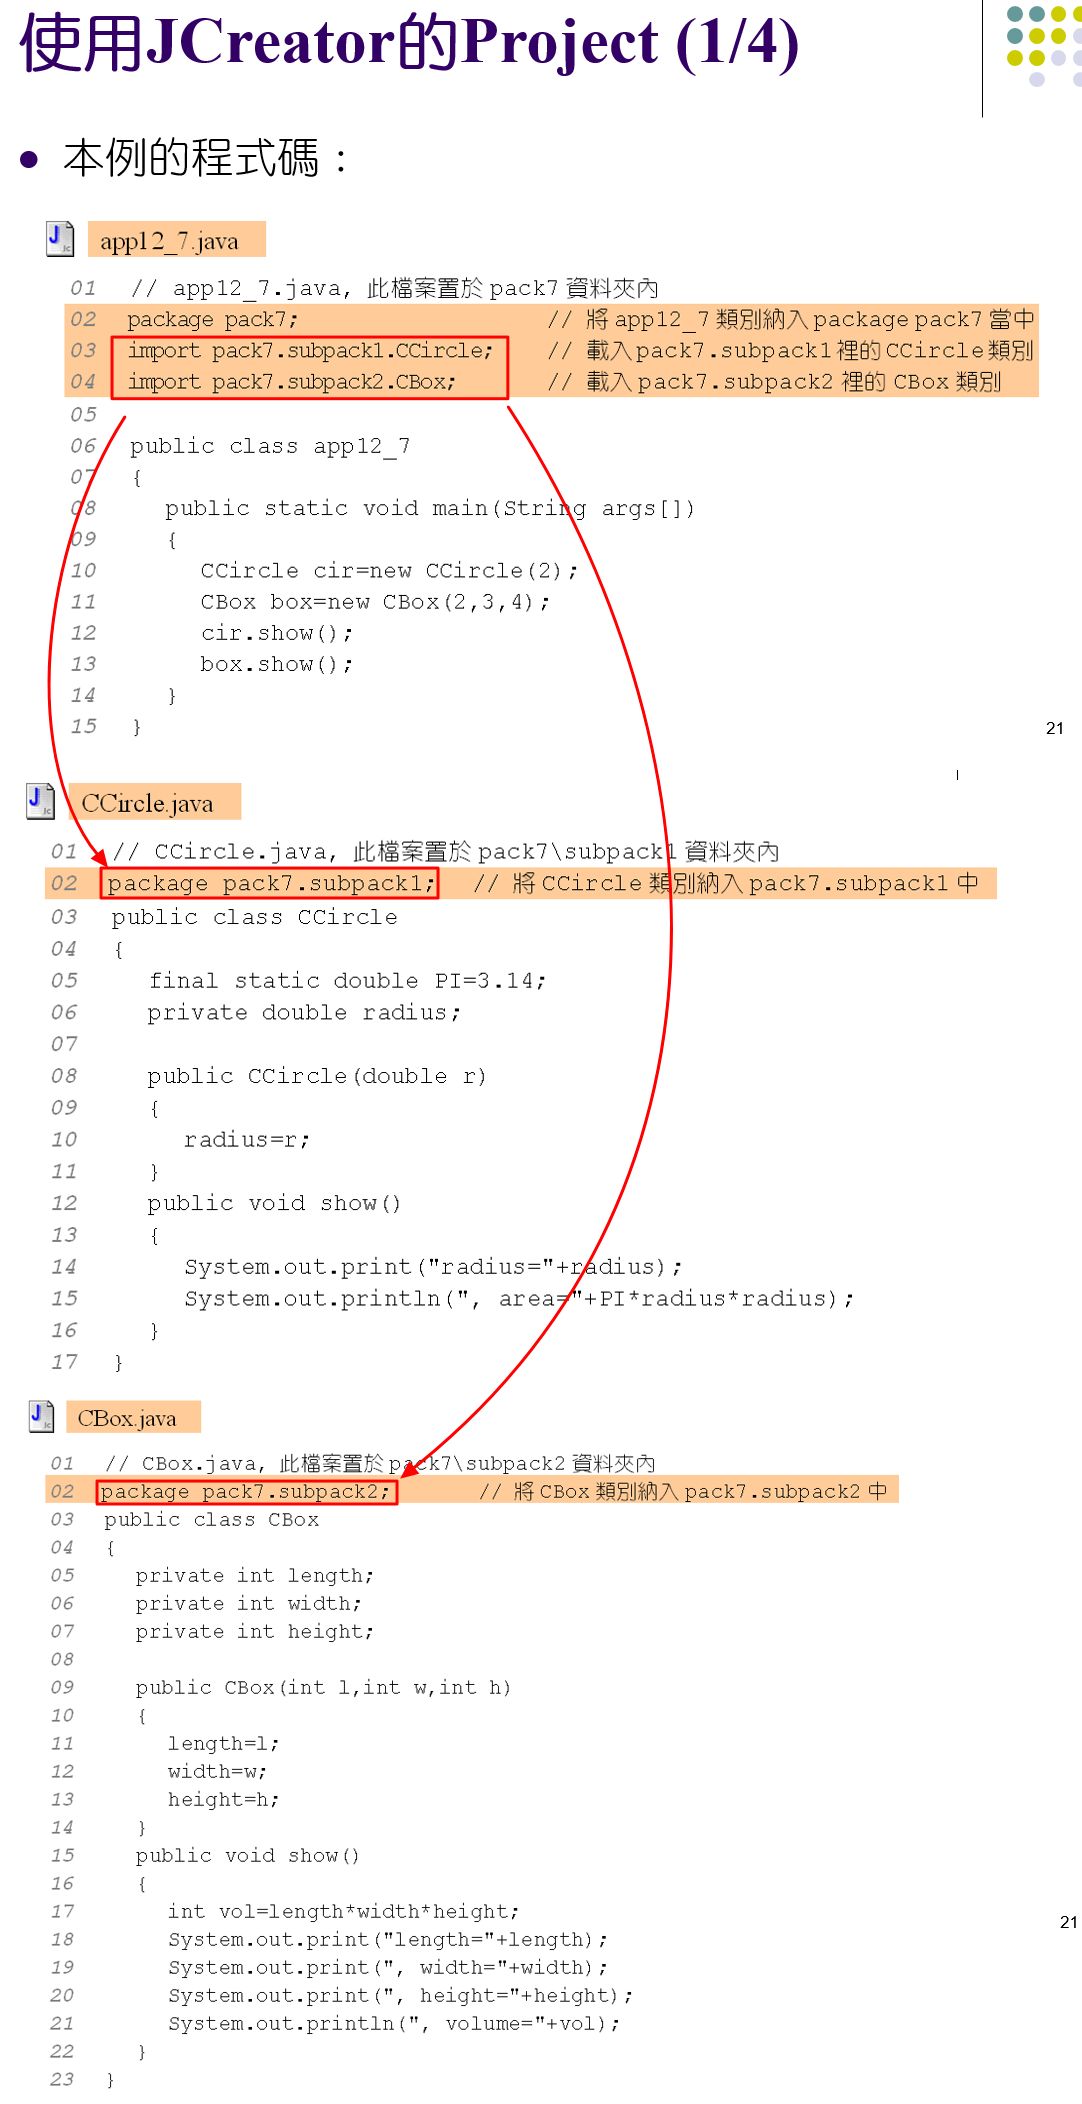 使用JCreator的Project (1/4)
● 本例的程式碼：
app12_7.java
01 // app12_7.java, 此檔案置於 pack7 資料夾內
02 package pack7; // 將 app12_7 類別納入 package pack7 當中
03 import pack7.subpack1.CCircle; // 載入 pack7.subpack1 裡的 CCircle 類別
04 import pack7.subpack2.CBox; // 載入 pack7.subpack2 裡的 CBox 類別
05
06 public class app12_7
07 {
08 public static void main(String args[])
09 {
10 CCircle cir=new CCircle(2);
11 CBox box=new CBox(2,3,4);
12 cir.show();
13 box.show();
14 }
15 }
21
CCircle.java
01 // CCircle.java, 此檔案置於 pack7\subpack1 資料夾內
02 package pack7.subpack1; // 將 CCircle 類別納入 pack7.subpack1 中
03 public class CCircle
04 {
05 final static double PI=3.14;
06 private double radius;
07
08 public CCircle(double r)
09 {
10 radius=r;
11 }
12 public void show()
13 {
14 System.out.print("radius="+radius);
15 System.out.println(", area="+PI*radius*radius);
16 }
17 }
CBox.java
01 // CBox.java, 此檔案置於 pack7\subpack2 資料夾內
02 package pack7.subpack2; // 將 CBox 類別納入 pack7.subpack2 中
03 public class CBox
04 {
05 private int length;
06 private int width;
07 private int height;
08
09 public CBox(int l,int w,int h)
10 {
11 length=l;
12 width=w;
13 height=h;
14 }
15 public void show()
16 {
17 int vol=length*width*height;
21
18 System.out.print("length="+length);
19 System.out.print(", width="+width);
20 System.out.print(", height="+height);
21 System.out.println(", volume="+vol);
22 }
23 }